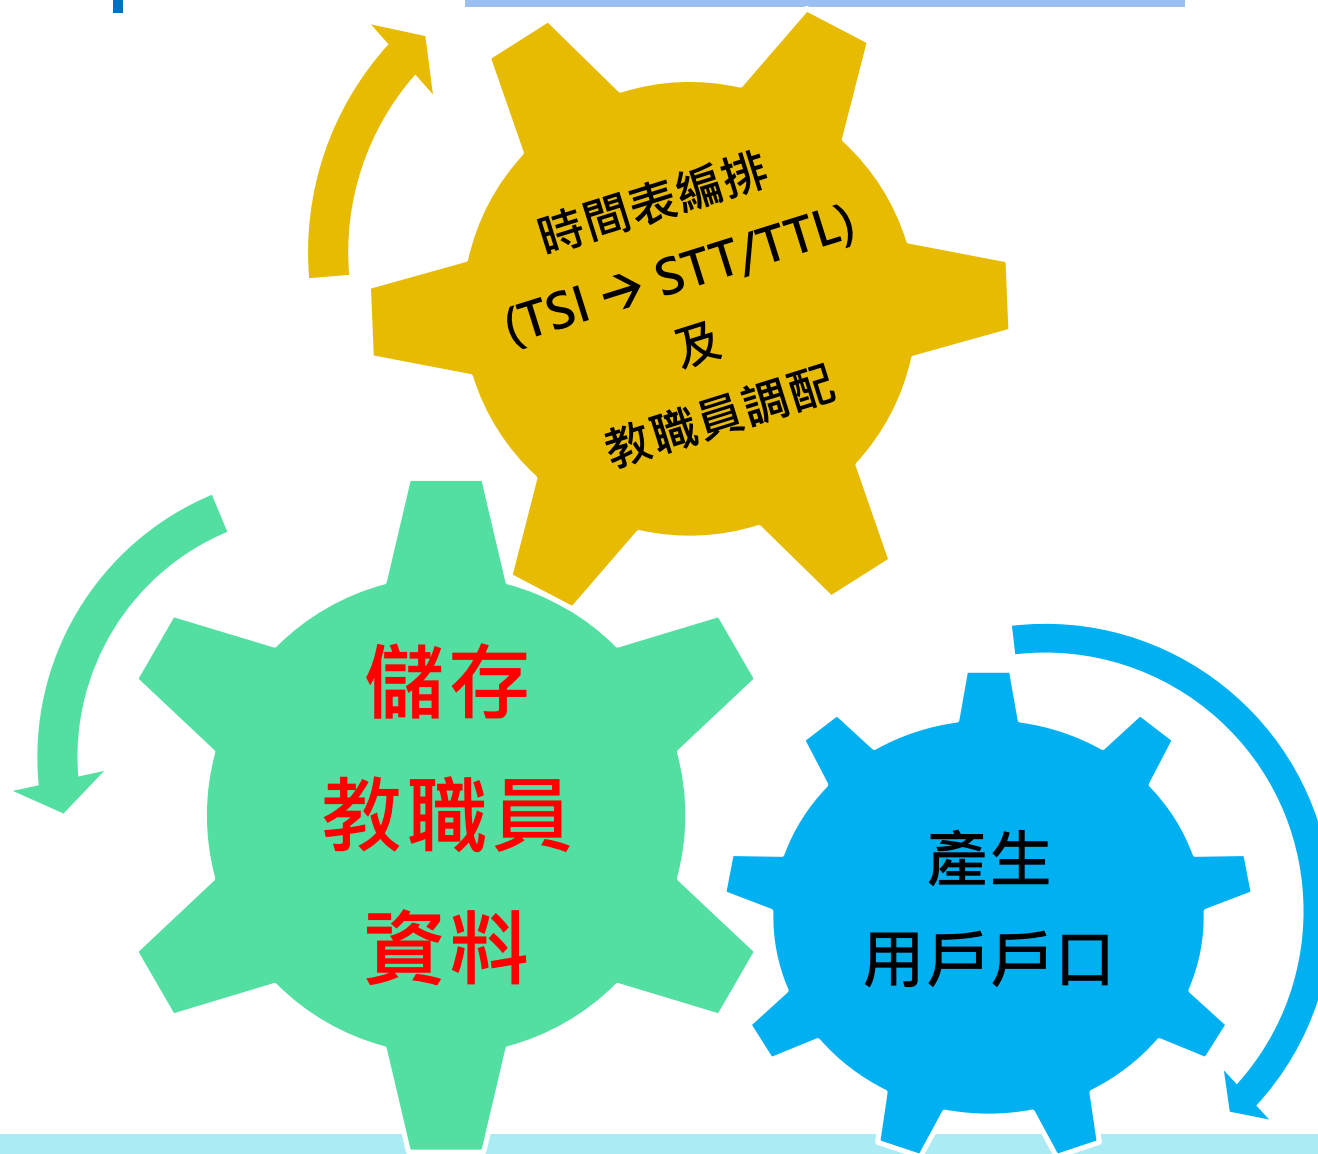 時間表編排
(TSI → STT/TTL)
及
教職員調配
儲存
教職員
資料
產生
用戶戶口